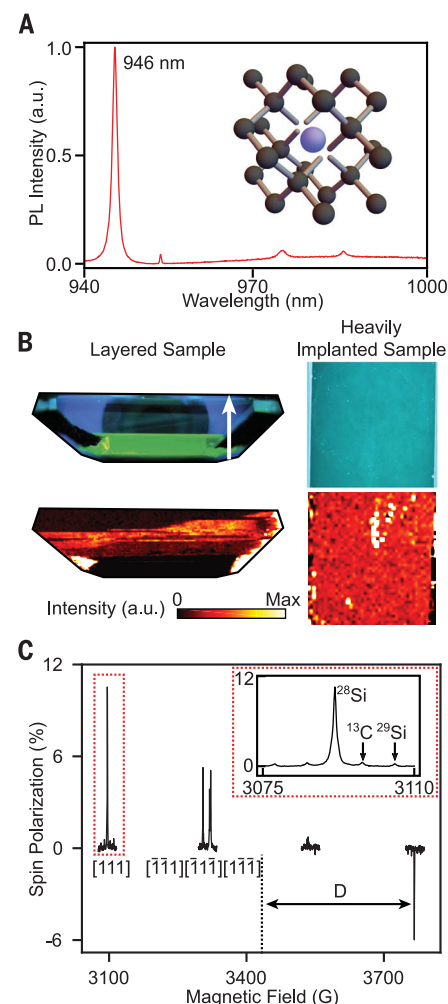 A
946 nm
1.0
0.5
0.0
PL Intensity (a.u.)
940
970
1000
Wavelength (nm)
B
Layered Sample
Heavily
Implanted Sample
Intensity (a.u.)
0
Max
C
12
6
0
-6
Spin Polarization (%)
12
0
²⁸Si
¹³C
²⁹Si
3075
3110
[111]
[1̅1̅1][1̅11̅][11̅1̅]
D
3100
3400
3700
Magnetic Field (G)